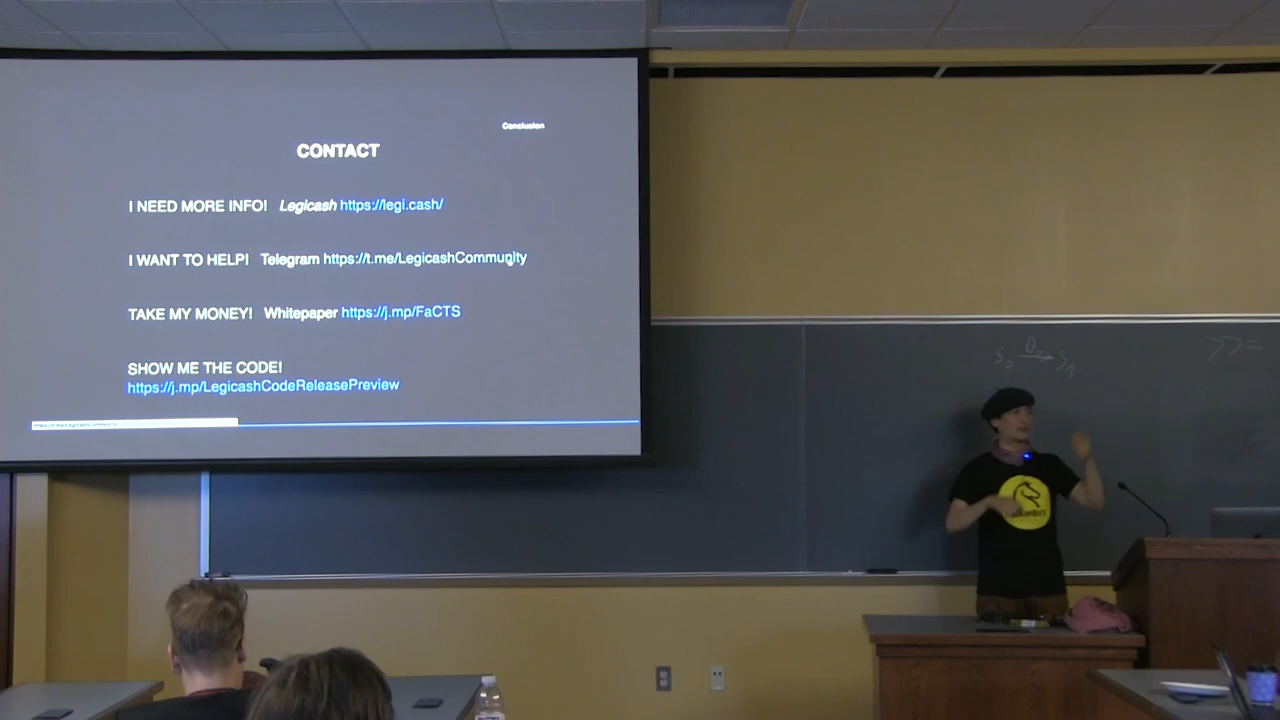 Conclusion
CONTACT
I NEED MORE INFO! Legicash https://legi.cash/
I WANT TO HELP! Telegram https://t.me/LegicashCommunity
TAKE MY MONEY! Whitepaper https://j.mp/FaCTS
SHOW ME THE CODE!
https://j.mp/LegicashCodeReleasePreview
>>=